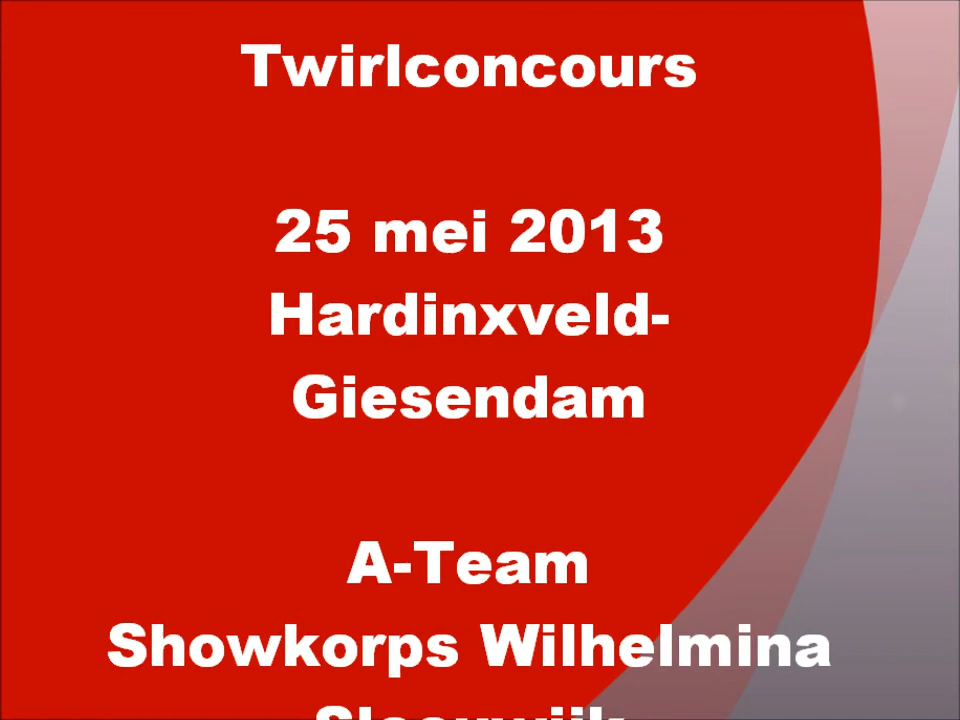 Twirlconcours
25 mei 2013
Hardinxveld-
Giesendam
A-Team
Showkorps Wilhelmina